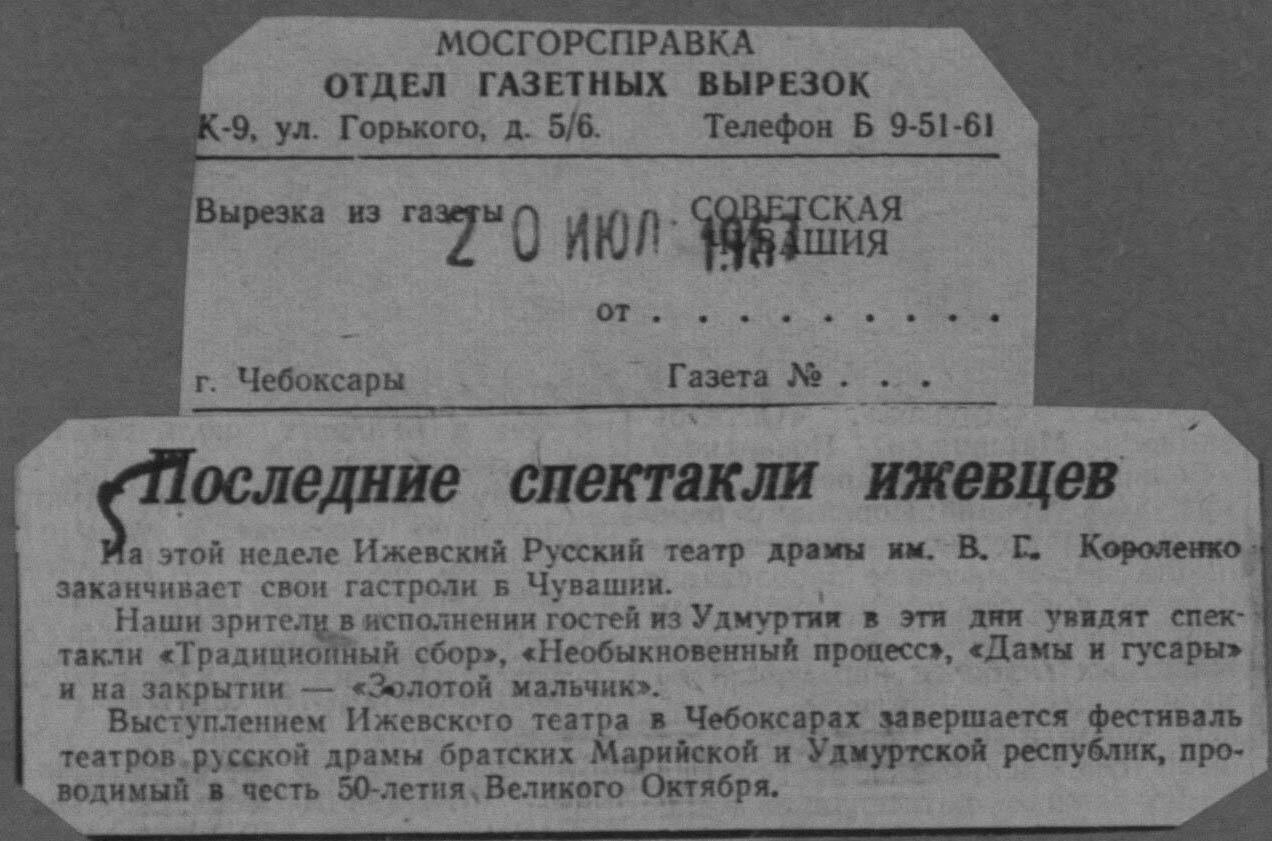 МОСГОРСПРАВКА
ОТДЕЛ ГАЗЕТНЫХ ВЫРЕЗОК
К-9, ул. Горького, д. 5/6. Телефон Б 9-51-61
Вырезка из газеты СОВЕТСКАЯ
ЧУВАШИЯ
20 ИЮЛ 1967
от . . . . . . . . .
г. Чебоксары Газета № . . .
Последние спектакли ижевцев
На этой неделе Ижевский Русский театр драмы им. В. Г. Короленко
заканчивает свои гастроли в Чувашии.
Наши зрители в исполнении гостей из Удмуртии в эти дни увидят спек-
такли «Традиционный сбор», «Необыкновенный процесс», «Дамы и гусары»
и на закрытии — «Золотой мальчик».
Выступлением Ижевского театра в Чебоксарах завершается фестиваль
театров русской драмы братских Марийской и Удмуртской республик, про-
водимый в честь 50-летия Великого Октября.